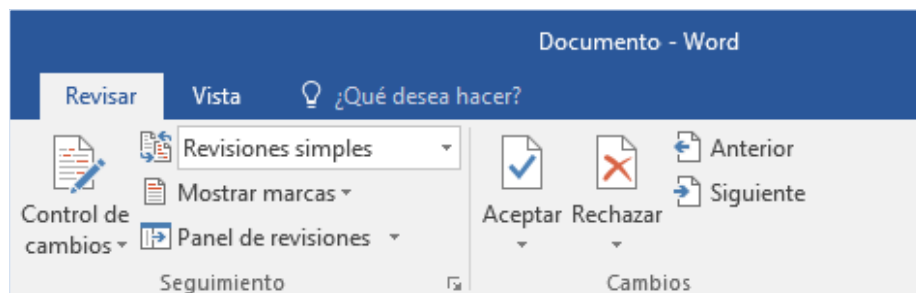 Documento - Word
Revisar Vista ¿Qué desea hacer?
Control de cambios
Revisiones simples
Mostrar marcas
Panel de revisiones
Seguimiento
Aceptar Rechazar
Anterior
Siguiente
Cambios